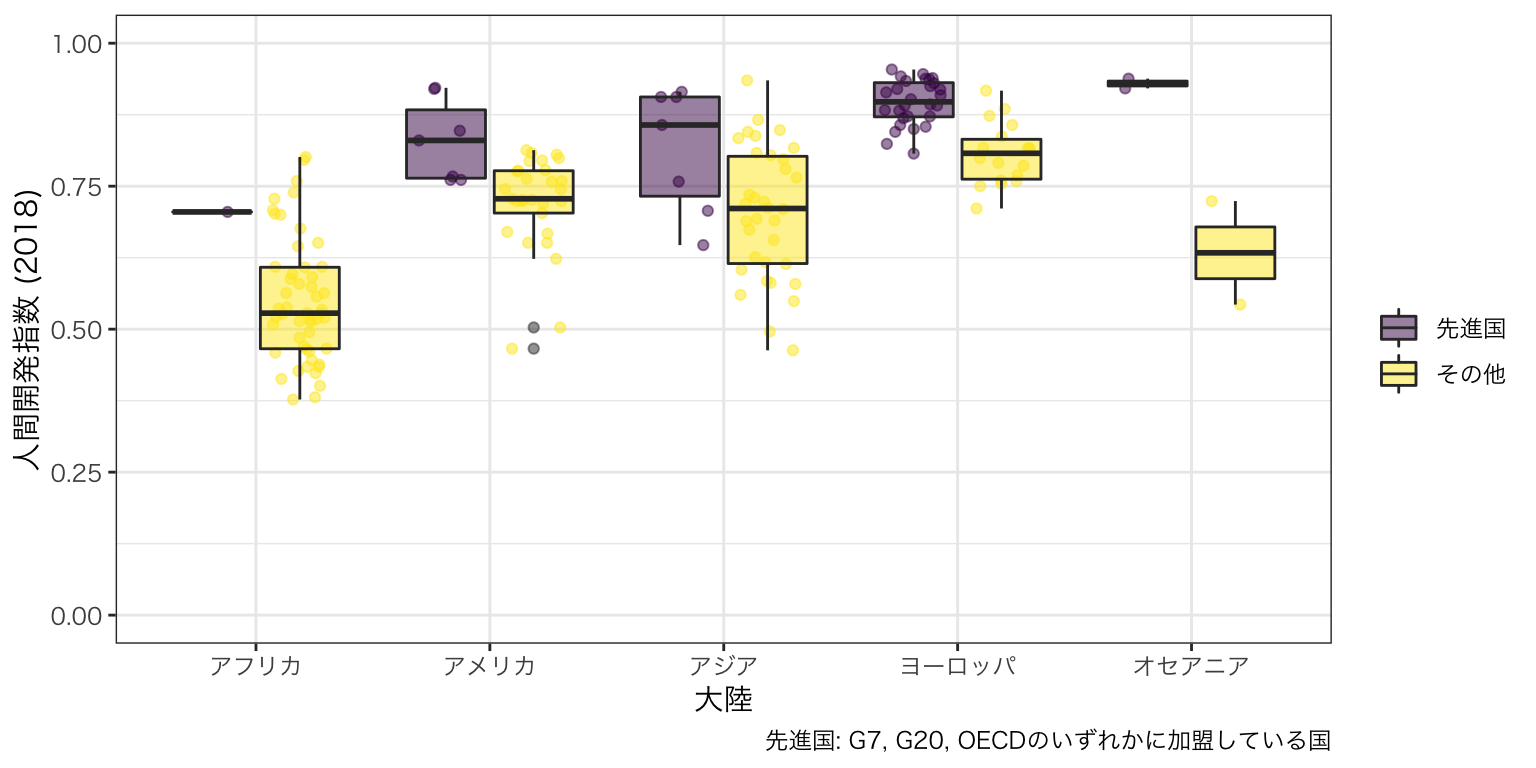 1.00
0.75
0.50
0.25
0.00
人間開発指数 (2018)
アフリカ
アメリカ
アジア
ヨーロッパ
オセアニア
大陸
先進国
その他
先進国: G7, G20, OECDのいずれかに加盟している国